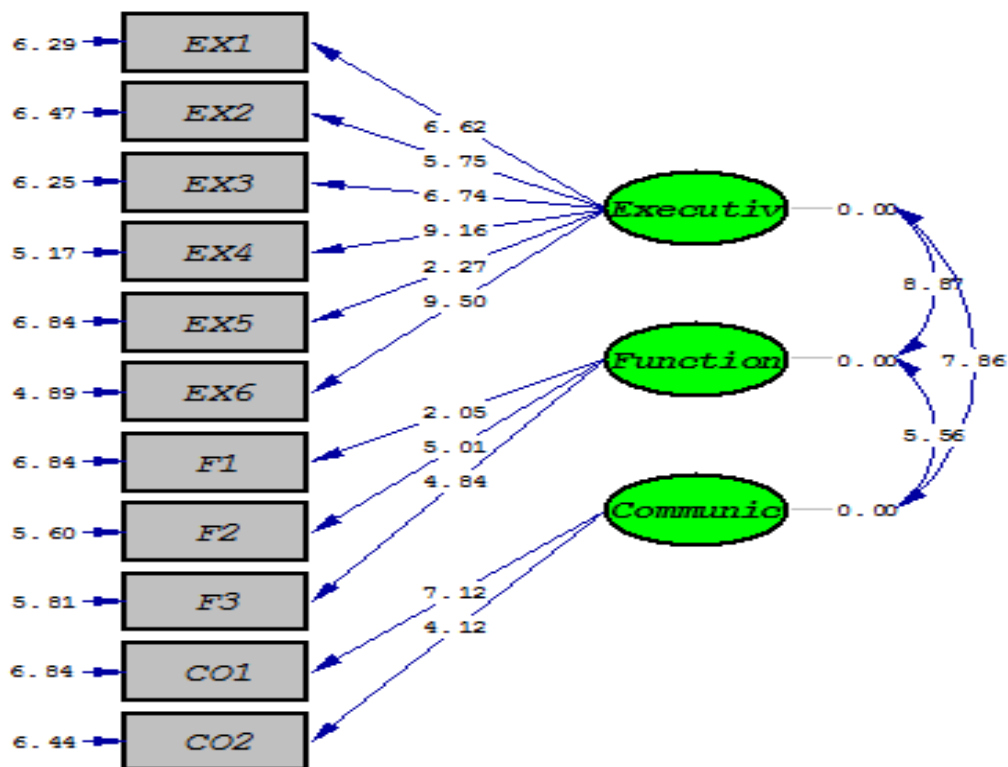 6.29 EX1
6.62
6.47 EX2
5.75
6.25 EX3
6.74
Executiv 0.00
9.16
5.17 EX4
2.27
8.87
9.50
6.84 EX5
Function 0.00
7.86
4.89 EX6
2.05
5.01
5.56
6.84 F1
4.84
Communic 0.00
5.60 F2
7.12
5.81 F3
4.12
6.84 CO1
6.44 CO2